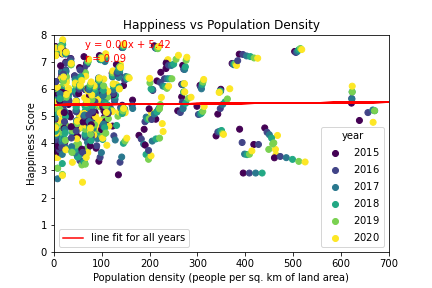 Happiness vs Population Density
y = 0.00x + 5.42
0.09
Happiness Score
8
7
6
5
4
3
2
1
0
year
2015
2016
2017
2018
2019
2020
line fit for all years
0 100 200 300 400 500 600 700
Population density (people per sq. km of land area)